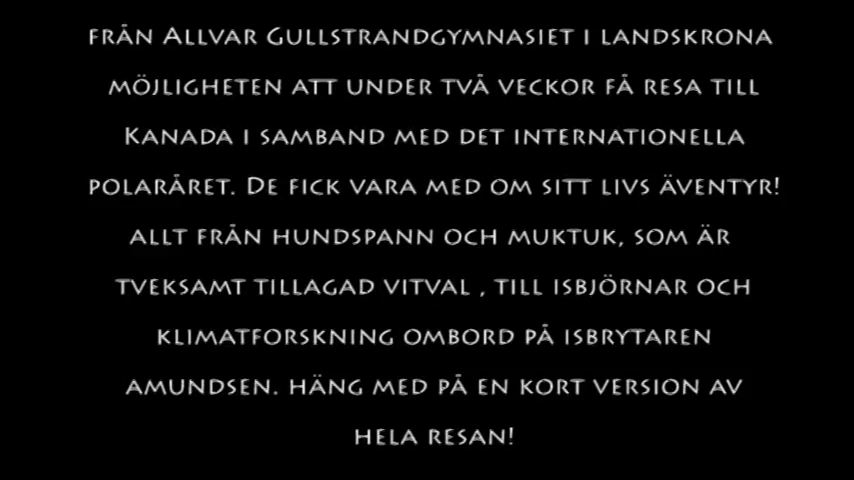 från Allvar Gullstrandgymnasiet i landskrona
möjligheten att under två veckor få resa till
Kanada i samband med det internationella
polaråret. De fick vara med om sitt livs äventyr!
allt från hundspann och muktuk, som är
tveksamt tillagad vitval , till isbjörnar och
klimatforskning ombord på isbrytaren
amundsen. häng med på en kort version av
hela resan!